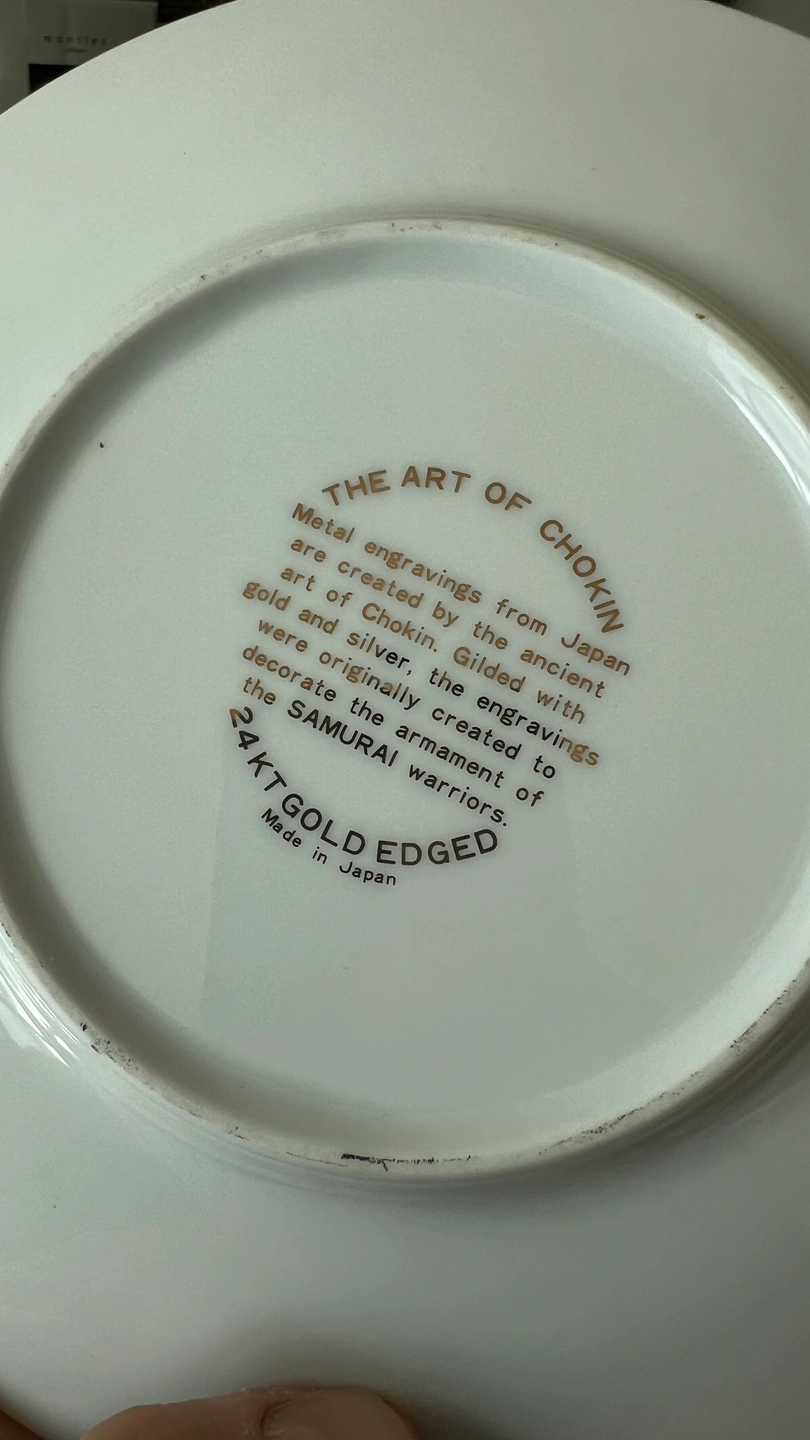 THE ART OF CHOKIN
Metal engravings from Japan
are created by the ancient
art of Chokin. Gilded with
gold and silver, the engravings
were originally created to
decorate the armament of
the SAMURAI warriors.
24KT GOLD EDGED
Made in Japan